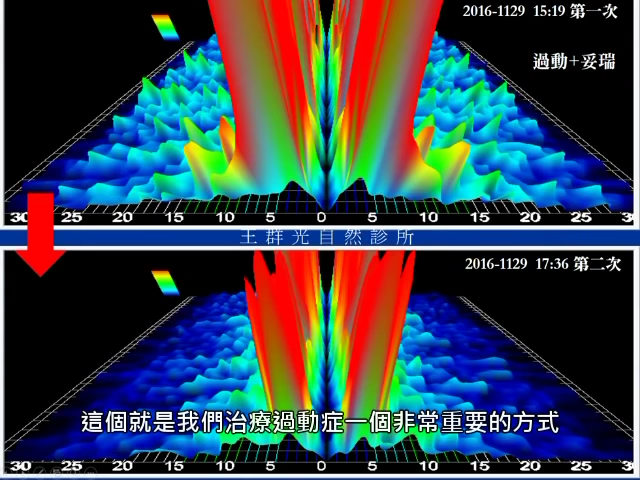 2016-1129 15:19 第一次
過動+妥瑞
30 25 20 15 10 5 0 5 10 15 20 25 30
王群光自然診所
2016-1129 17:36 第二次
這個就是我們治療過動症一個非常重要的方式
30 25 20 15 10 5 0 5 10 15 20 25 30